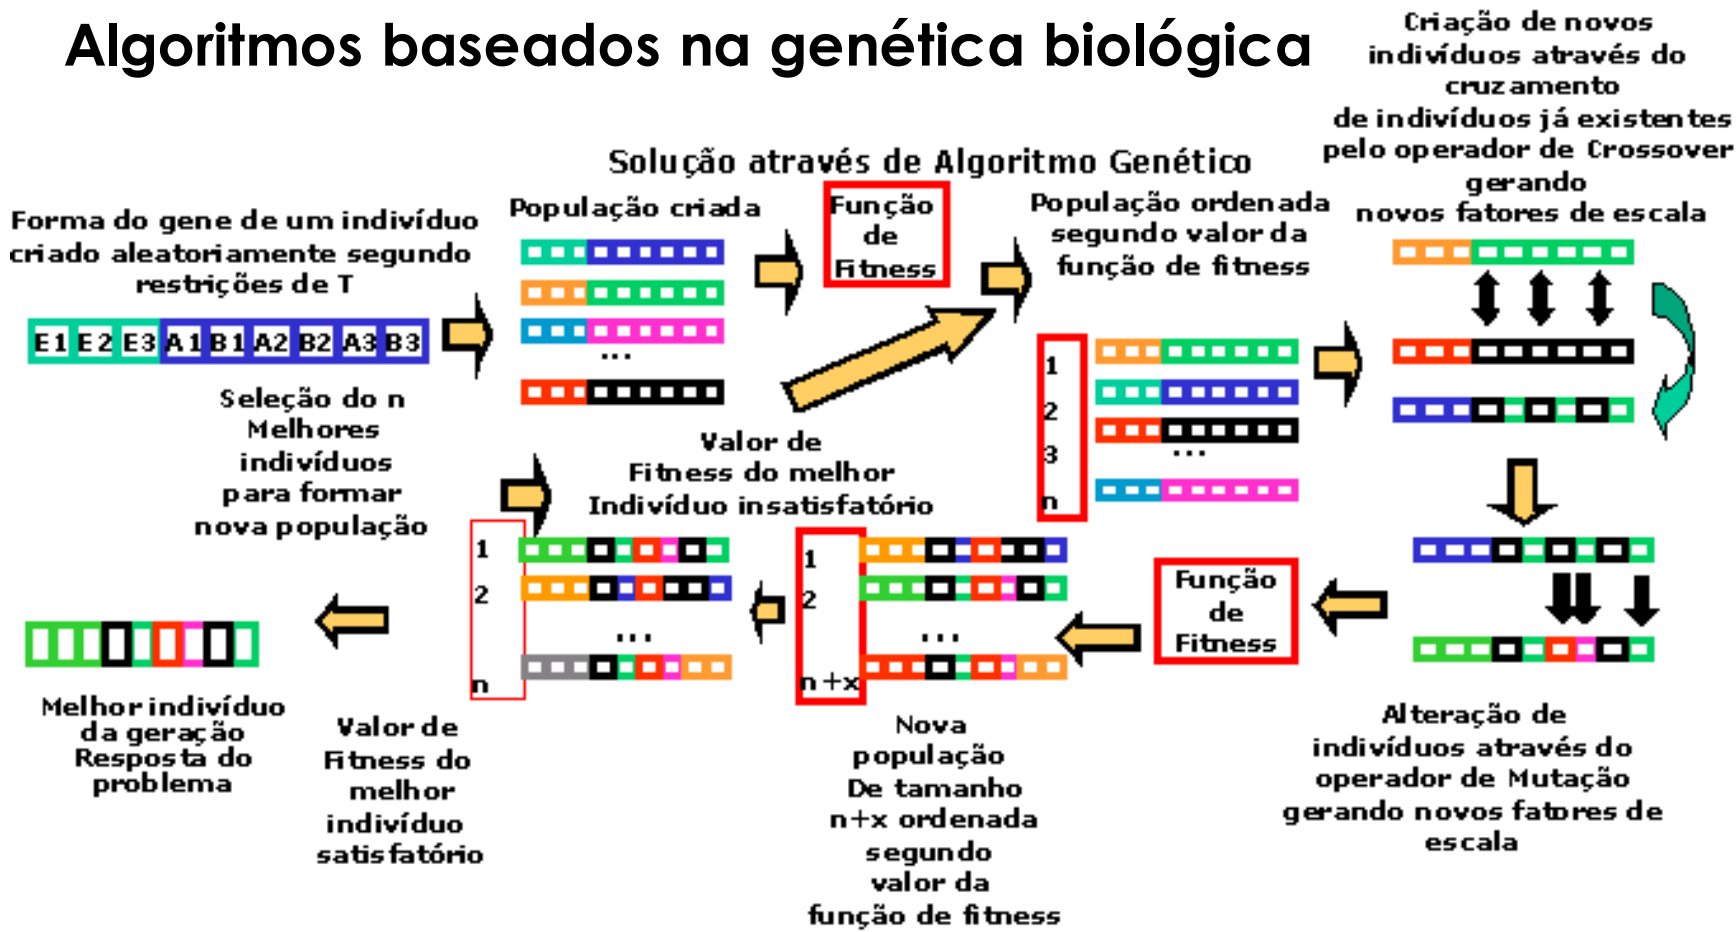 Algoritmos baseados na genética biológica
Criação de novos
indivíduos através do
cruzamento
de indivíduos já existentes
pelo operador de Crossover
gerando
novos fatores de escala
Solução através de Algoritmo Genético
Forma do gene de um indivíduo
criado aleatoriamente segundo
restrições de T
E1 E2 E3 A1 B1 A2 B2 A3 B3
População criada
...
Função
de
Fitness
População ordenada
segundo valor da
função de fitness
1
2
3
...
n
Seleção do n
Melhores
indivíduos
para formar
nova população
Valor de
Fitness do melhor
Indivíduo insatisfatório
1
2
...
n
1
2
...
n+x
Função
de
Fitness
Melhor indivíduo
da geração
Resposta do
problema
Valor de
Fitness do
melhor
indivíduo
satisfatório
Nova
população
De tamanho
n+x ordenada
segundo
valor da
função de fitness
Alteração de
indivíduos através do
operador de Mutação
gerando novos fatores de
escala